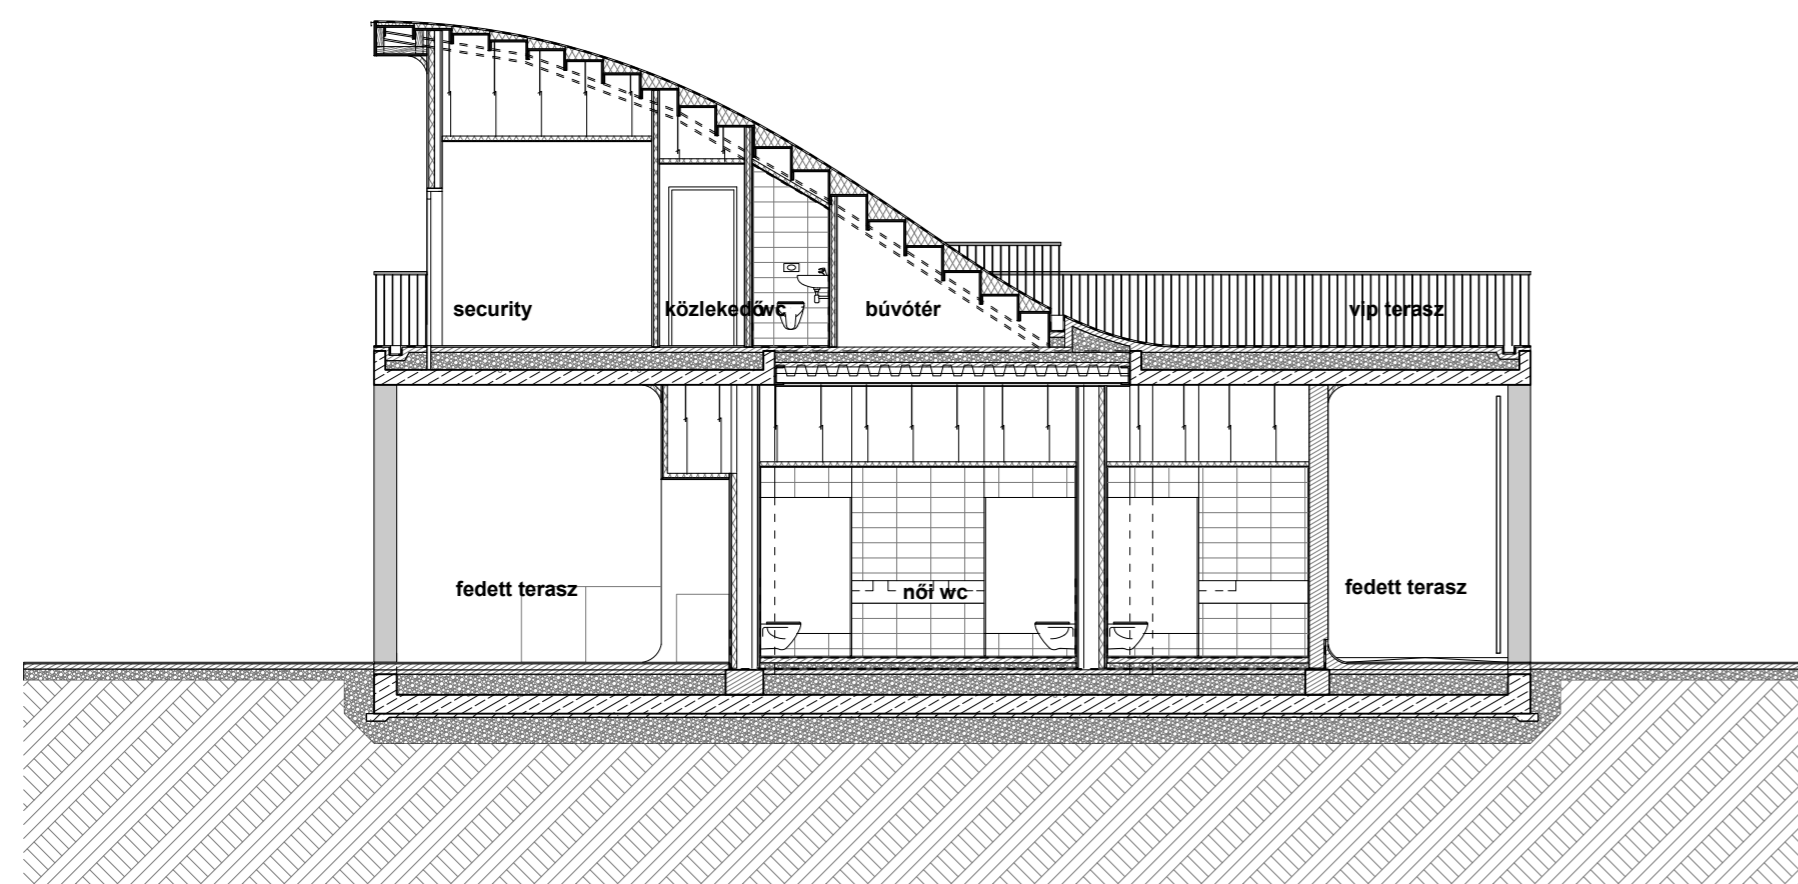 security
közlekedő
wc
búvótér
vip terasz
fedett terasz
női wc
fedett terasz